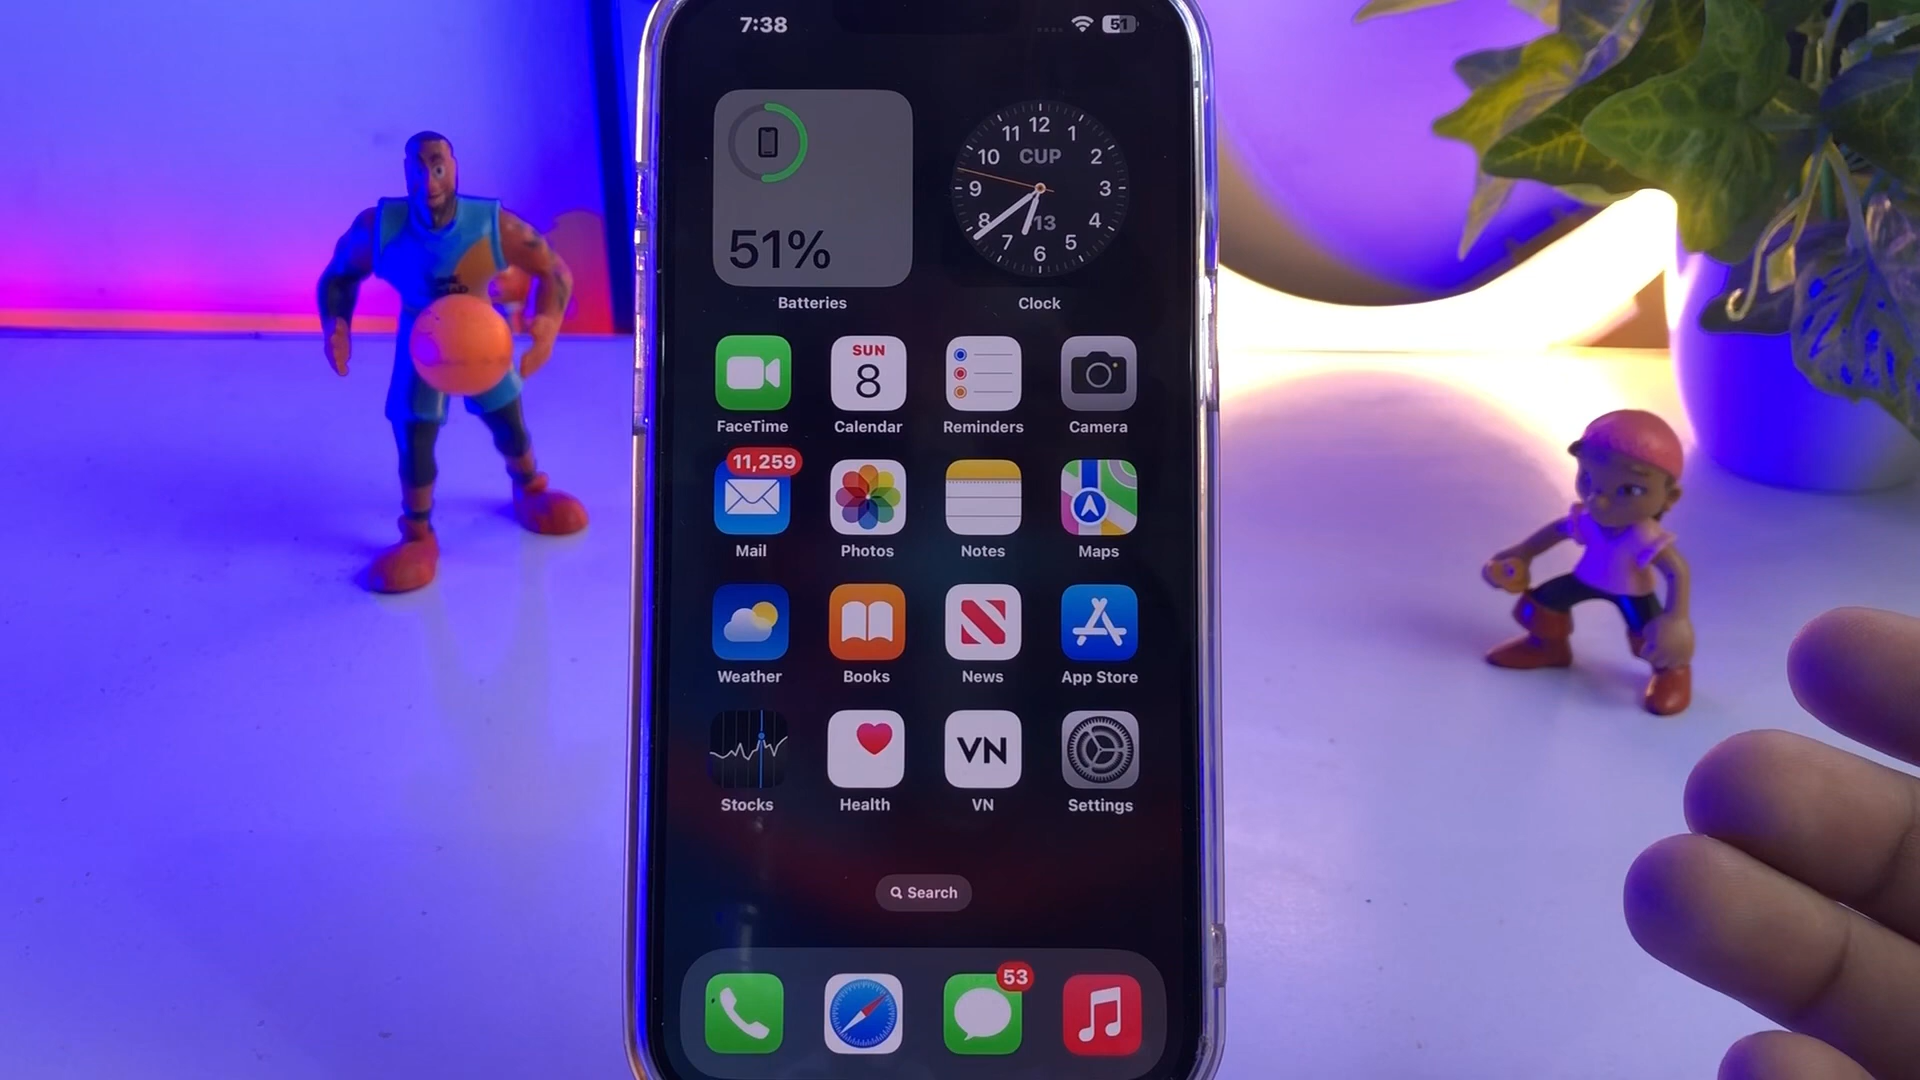 7:38
51
51%
Batteries
12
11 1
10 CUP 2
9 3
8 13 4
7 5
6
Clock
SUN
8
FaceTime Calendar Reminders Camera
11,259
Mail Photos Notes Maps
Weather Books News App Store
VN
Stocks Health VN Settings
Search
53